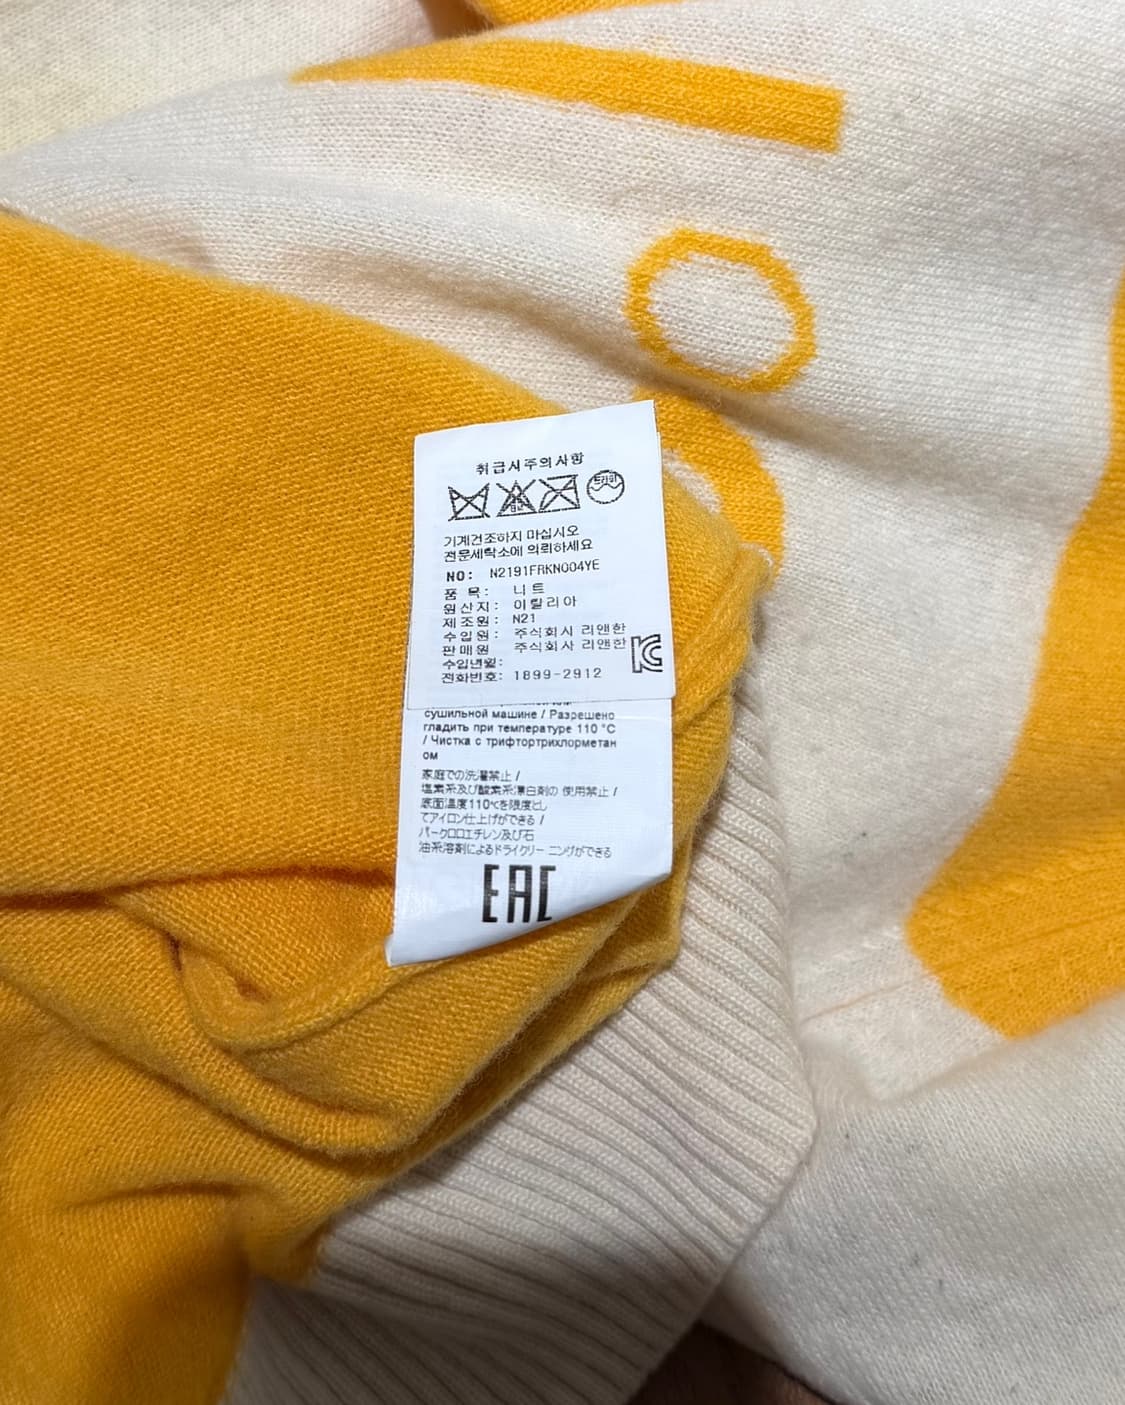 취급시주의사항
드라이
기계건조하지 마십시오
전문세탁소에 의뢰하세요
NO: N2191FRKN004YE
품 목: 니트
원산지: 이탈리아
제조원: N21
수입원: 주식회사 리앤한
판매원 주식회사 리앤한
수입년월:
전화번호: 1899-2912
сушильной машине / Разрешено
гладить при температуре 110 °C
/ Чистка с трифтортрихлорметан
ом
家庭での洗濯禁止 /
塩素系及び酸素系漂白剤の 使用禁止 /
底面温度110℃を限度とし
てアイロン仕上げができる /
パークロロエチレン及び石
油系溶剤によるドライクリー ニングができる
EAC